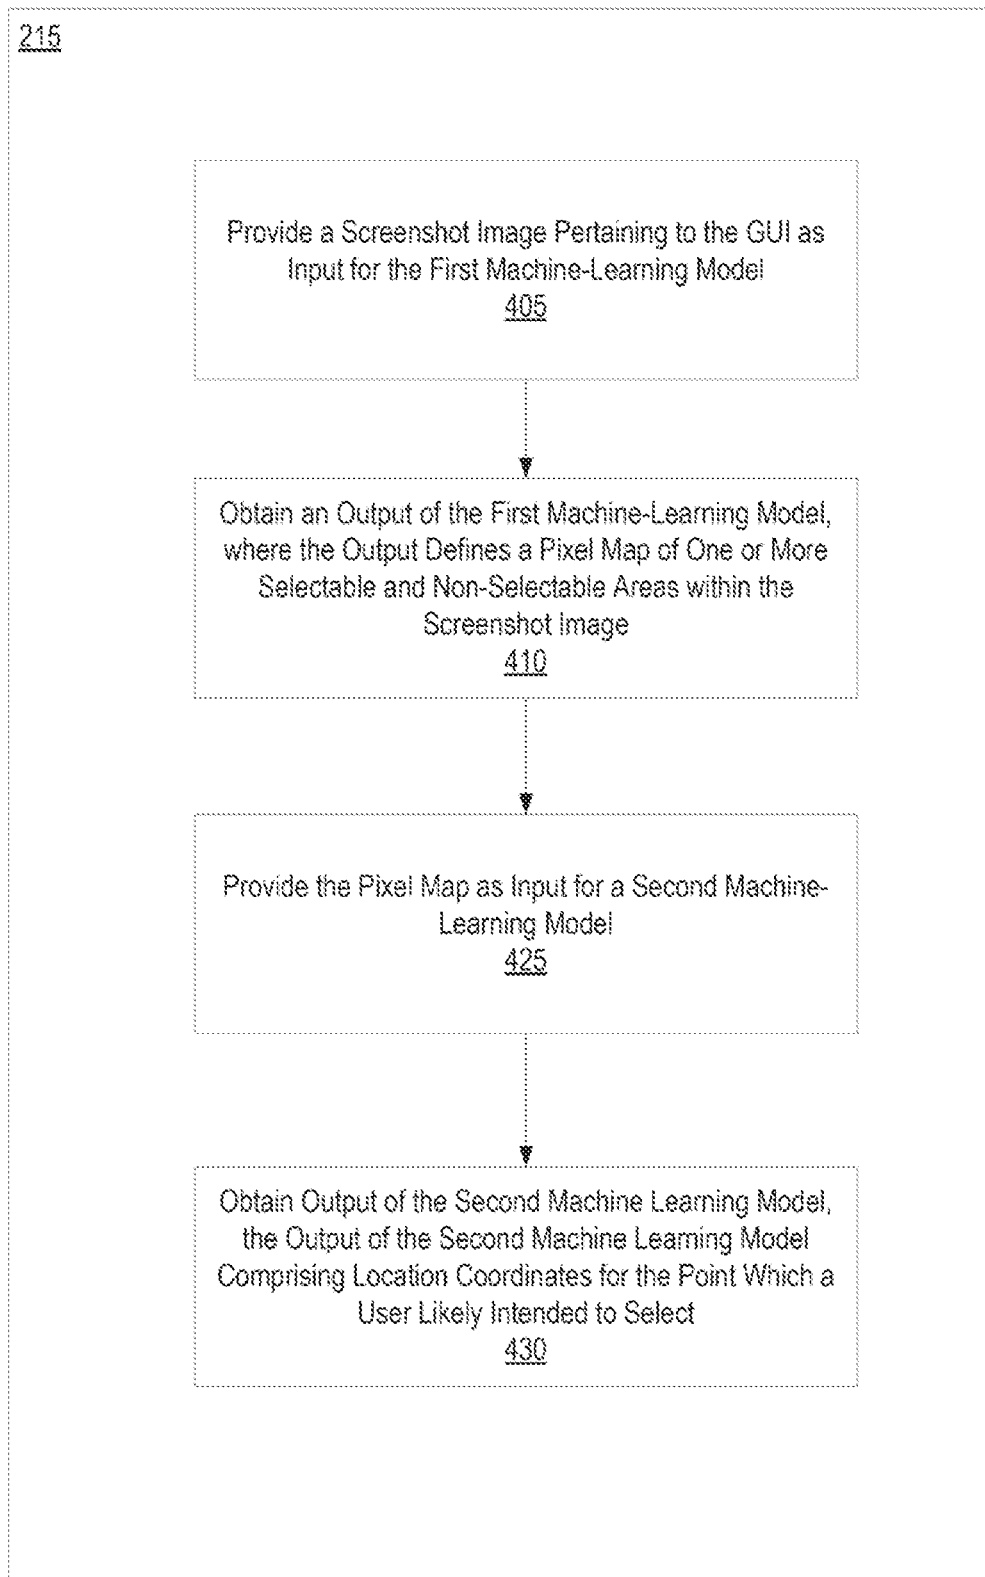 215
Provide a Screenshot Image Pertaining to the GUI as
Input for the First Machine-Learning Model
405
Obtain an Output of the First Machine-Learning Model,
where the Output Defines a Pixel Map of One or More
Selectable and Non-Selectable Areas within the
Screenshot Image
410
Provide the Pixel Map as Input for a Second Machine-
Learning Model
425
Obtain Output of the Second Machine Learning Model,
the Output of the Second Machine Learning Model
Comprising Location Coordinates for the Point Which a
User Likely Intended to Select
430